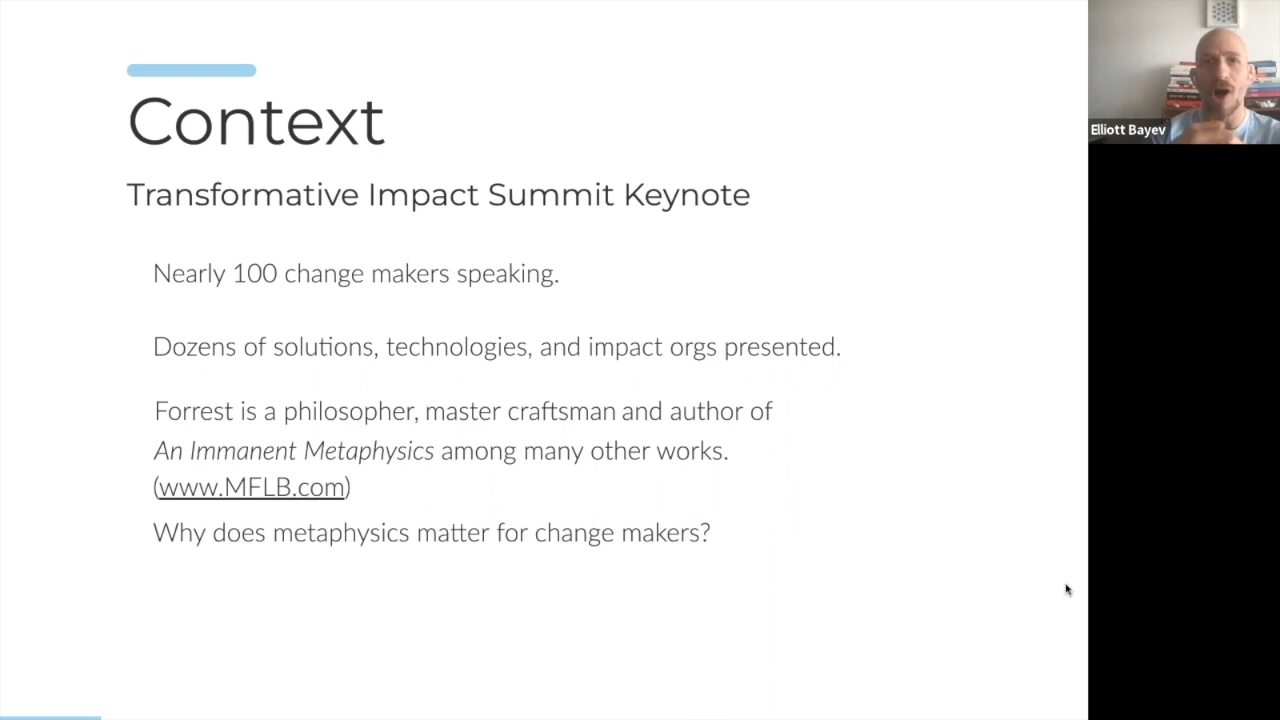 Context
Transformative Impact Summit Keynote
Nearly 100 change makers speaking.
Dozens of solutions, technologies, and impact orgs presented.
Forrest is a philosopher, master craftsman and author of
An Immanent Metaphysics among many other works.
(www.MFLB.com)
Why does metaphysics matter for change makers?
Elliott Bayev